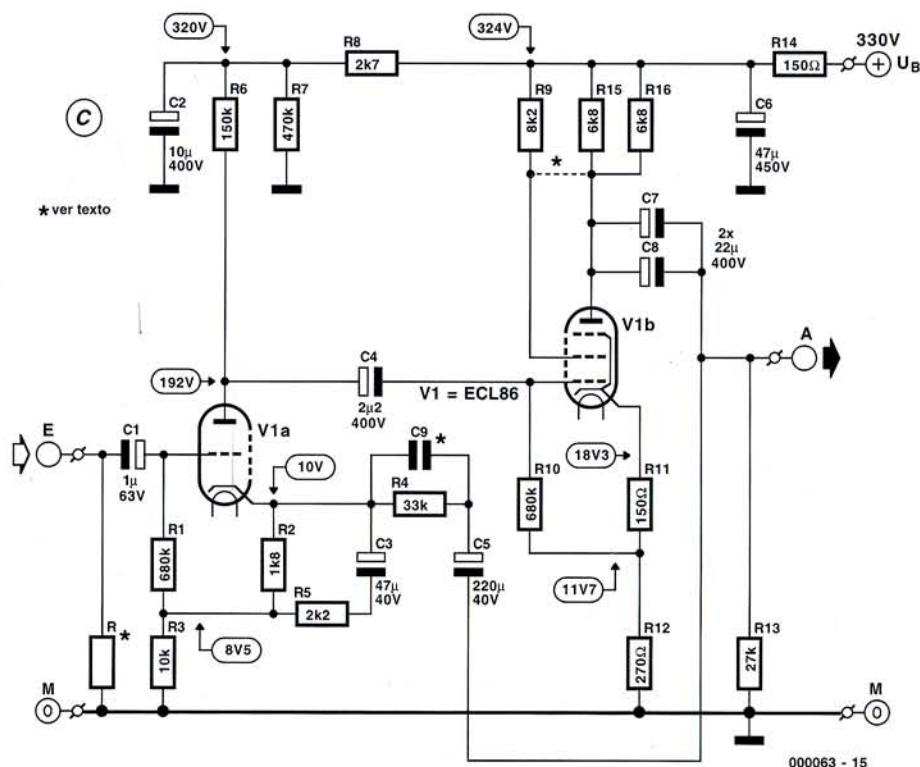 320V
324V
330V
R14
150Ω
+
U_B
R8
2k7
C
C2
10µ
400V
R6
150k
R7
470k
R9
8k2
R15
6k8
R16
6k8
C6
47µ
450V
* ver texto
*
C7
2x
22µ
400V
C8
V1b
A
192V
C4
2µ2
400V
V1 = ECL86
E
C1
1µ
63V
V1a
10V
C9
*
R4
33k
18V3
R10
680k
R11
150Ω
R1
680k
R2
1k8
C3
47µ
40V
C5
220µ
40V
R5
2k2
11V7
8V5
R
*
R3
10k
R12
270Ω
R13
27k
M
0
M
0
000063 - 15